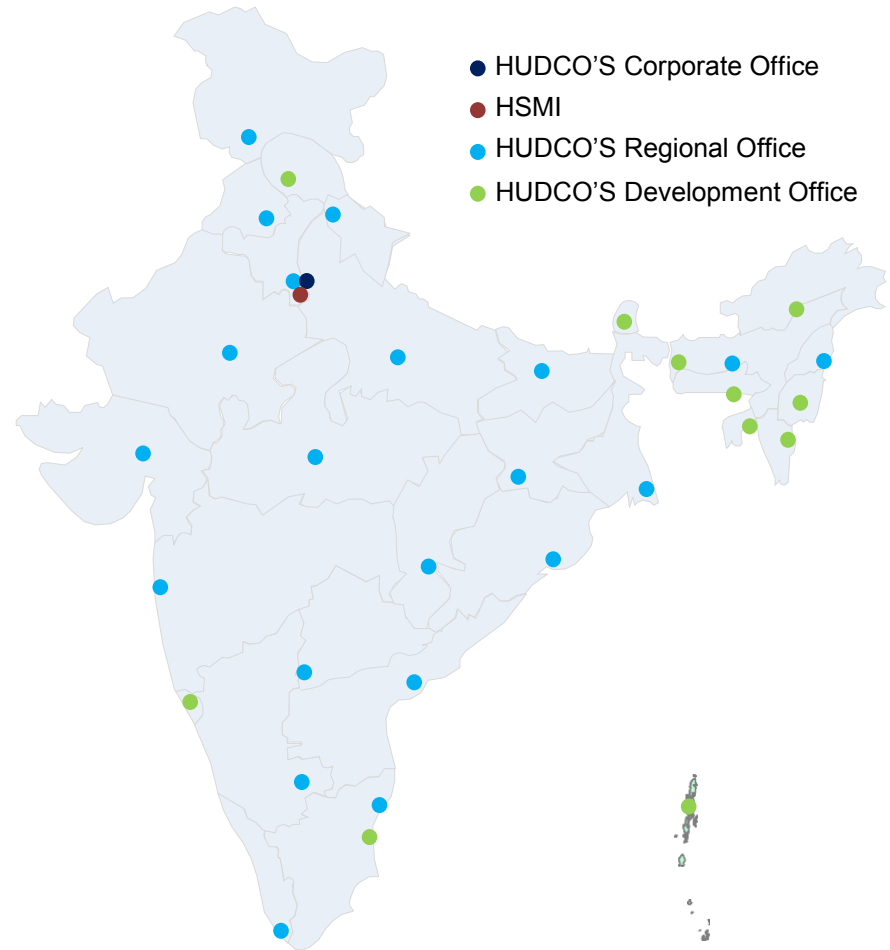 HUDCO'S Corporate Office
HSMI
HUDCO'S Regional Office
HUDCO'S Development Office